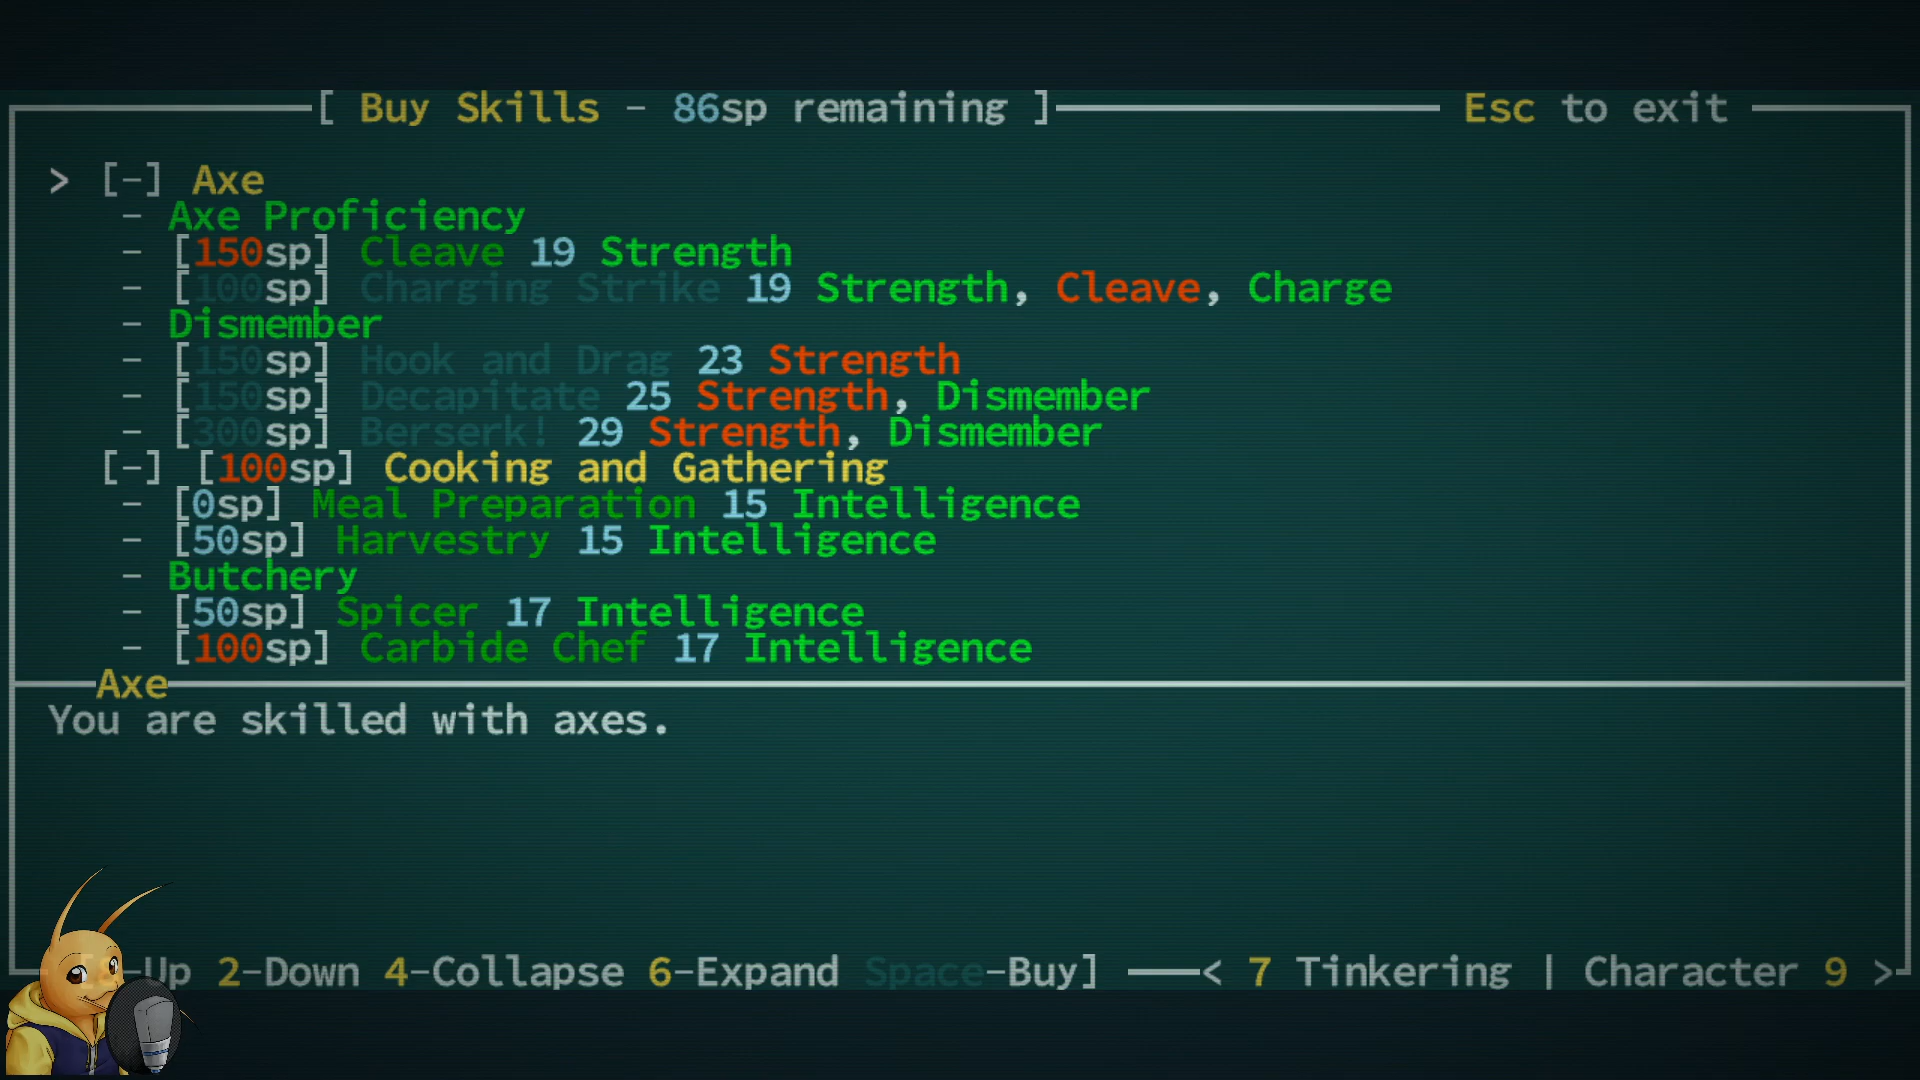 [ Buy Skills - 86sp remaining ] Esc to exit
> [-] Axe
- Axe Proficiency
- [150sp] Cleave 19 Strength
- [100sp] Charging Strike 19 Strength, Cleave, Charge
- Dismember
- [150sp] Hook and Drag 23 Strength
- [150sp] Decapitate 25 Strength, Dismember
- [300sp] Berserk! 29 Strength, Dismember
[-] [100sp] Cooking and Gathering
- [0sp] Meal Preparation 15 Intelligence
- [50sp] Harvestry 15 Intelligence
- Butchery
- [50sp] Spicer 17 Intelligence
- [100sp] Carbide Chef 17 Intelligence
Axe
You are skilled with axes.
-Up 2-Down 4-Collapse 6-Expand Space-Buy] < 7 Tinkering | Character 9 >